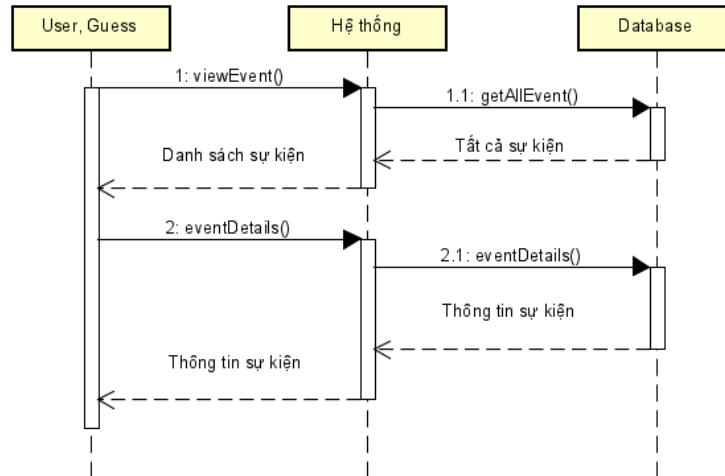 User, Guess
Hệ thống
Database
1: viewEvent()
1.1: getAllEvent()
Tất cả sự kiện
Danh sách sự kiện
2: eventDetails()
2.1: eventDetails()
Thông tin sự kiện
Thông tin sự kiện